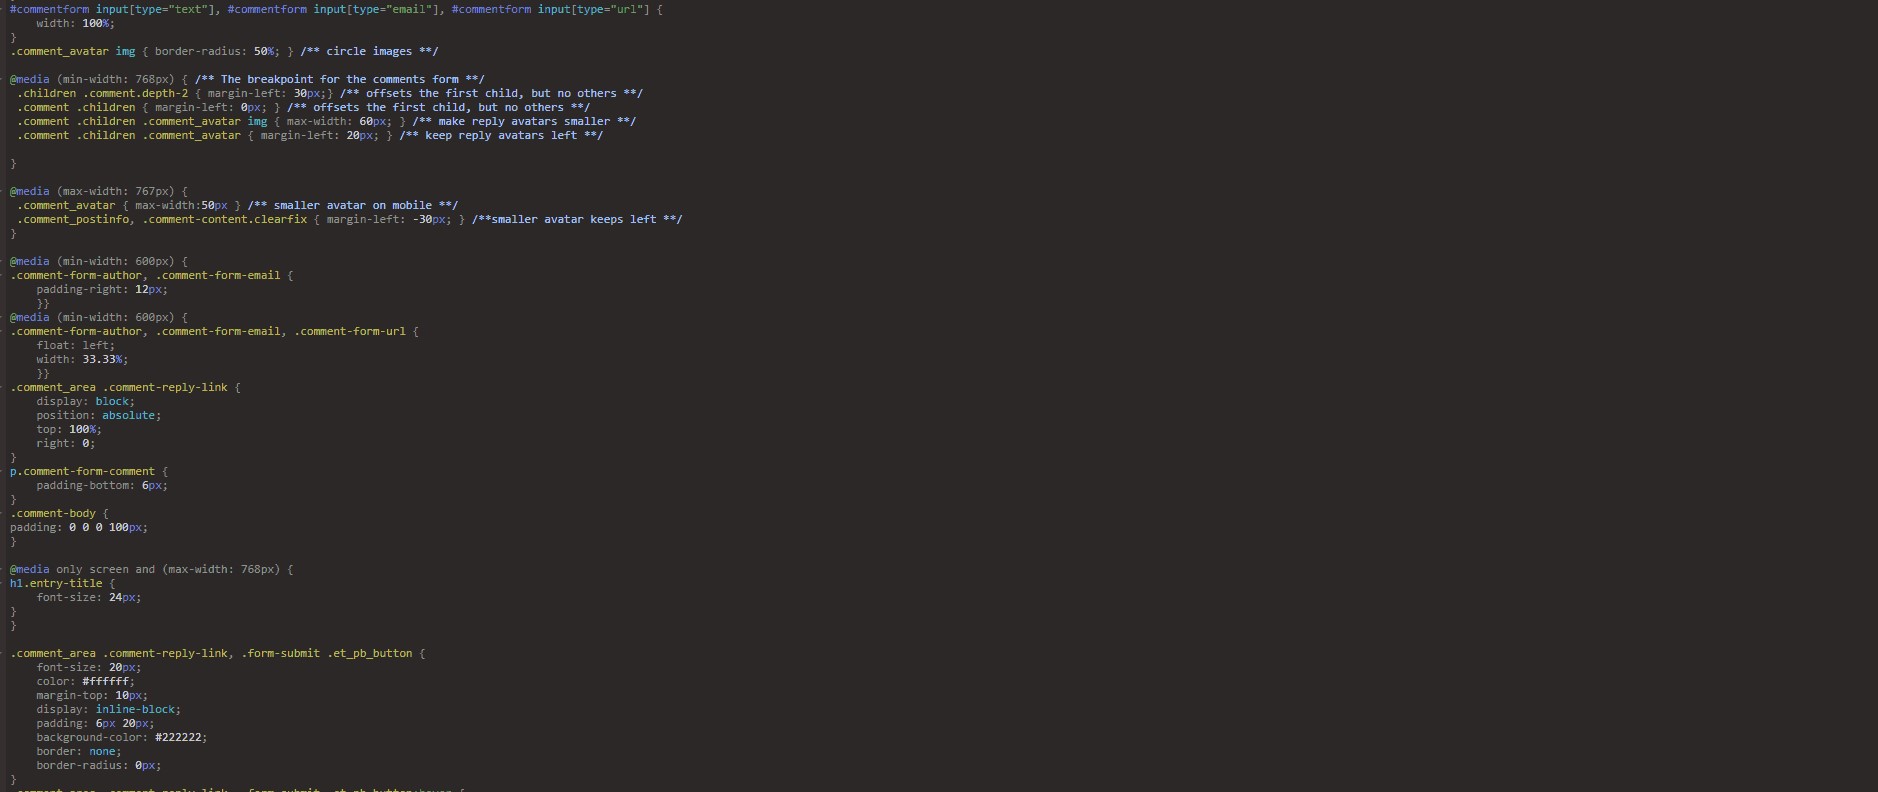 #commentform input[type="text"], #commentform input[type="email"], #commentform input[type="url"] {
    width: 100%;
}
.comment_avatar img { border-radius: 50%; } /** circle images **/

@media (min-width: 768px) { /** The breakpoint for the comments form **/
 .children .comment.depth-2 { margin-left: 30px;} /** offsets the first child, but no others **/
 .comment .children { margin-left: 0px; } /** offsets the first child, but no others **/
 .comment .children .comment_avatar img { max-width: 60px; } /** make reply avatars smaller **/
 .comment .children .comment_avatar { margin-left: 20px; } /** keep reply avatars left **/

}

@media (max-width: 767px) {
 .comment_avatar { max-width:50px } /** smaller avatar on mobile **/
 .comment_postinfo, .comment-content.clearfix { margin-left: -30px; } /**smaller avatar keeps left **/
}

@media (min-width: 600px) {
.comment-form-author, .comment-form-email {
    padding-right: 12px;
    }}
@media (min-width: 600px) {
.comment-form-author, .comment-form-email, .comment-form-url {
    float: left;
    width: 33.33%;
    }}
.comment_area .comment-reply-link {
    display: block;
    position: absolute;
    top: 100%;
    right: 0;
}
p.comment-form-comment {
    padding-bottom: 6px;
}
.comment-body {
padding: 0 0 0 100px;
}

@media only screen and (max-width: 768px) {
h1.entry-title {
    font-size: 24px;
}
}

.comment_area .comment-reply-link, .form-submit .et_pb_button {
    font-size: 20px;
    color: #ffffff;
    margin-top: 10px;
    display: inline-block;
    padding: 6px 20px;
    background-color: #222222;
    border: none;
    border-radius: 0px;
}